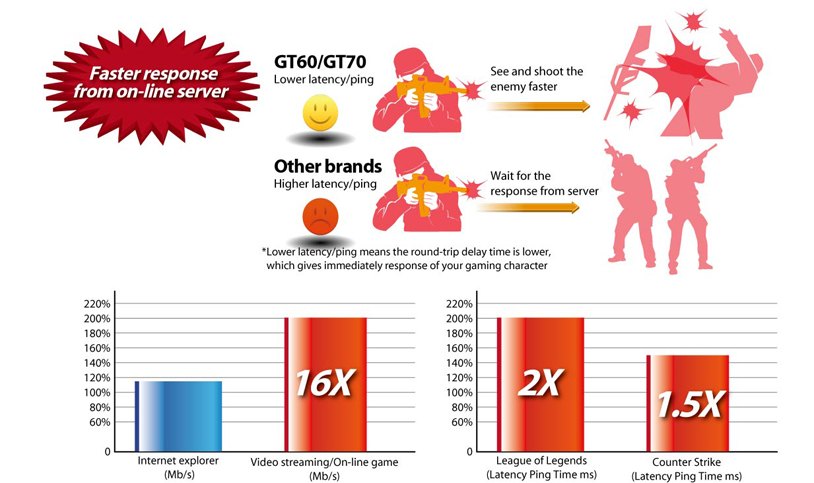 Faster response
from on-line server
GT60/GT70
Lower latency/ping
See and shoot the
enemy faster
Other brands
Higher latency/ping
Wait for the
response from server
*Lower latency/ping means the round-trip delay time is lower,
which gives immediately response of your gaming character
220%
200%
180%
160%
140%
120%
100%
80%
60%
0
16X
Internet explorer
(Mb/s)
Video streaming/On-line game
(Mb/s)
220%
200%
180%
160%
140%
120%
100%
80%
60%
0
2X
1.5X
League of Legends
(Latency Ping Time ms)
Counter Strike
(Latency Ping Time ms)